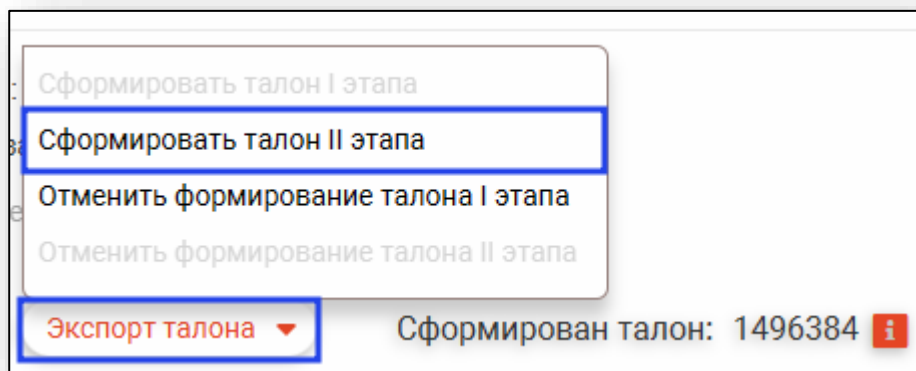 Сформировать талон I этапа
Сформировать талон II этапа
Отменить формирование талона I этапа
Отменить формирование талона II этапа
Экспорт талона Сформирован талон: 1496384 i